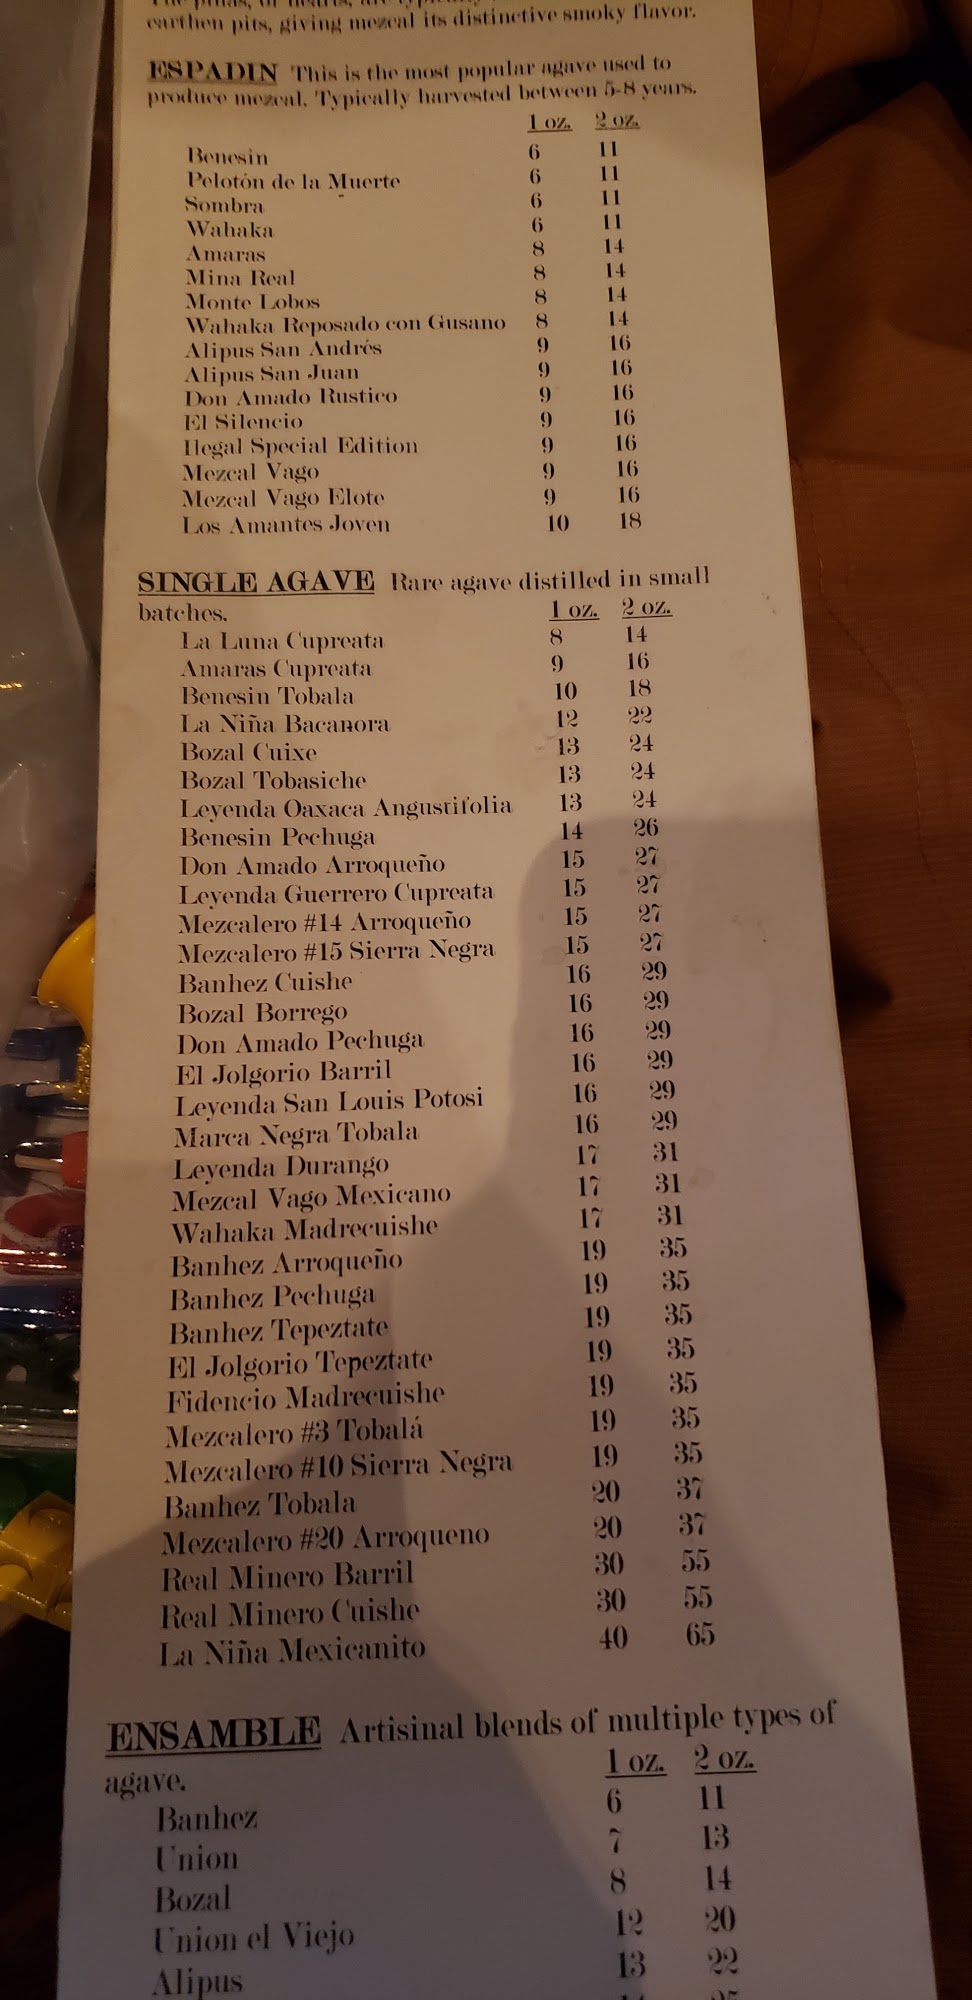 earthen pits, giving mezcal its distinctive smoky flavor.
ESPADIN This is the most popular agave used to
produce mezcal. Typically harvested between 5-8 years.
1 oz. 2 oz.
Benesin 6 11
Pelotón de la Muerte 6 11
Sombra 6 11
Wahaka 6 11
Amaras 8 14
Mina Real 8 14
Monte Lobos 8 14
Wahaka Reposado con Gusano 8 14
Alipus San Andrés 9 16
Alipus San Juan 9 16
Don Amado Rustico 9 16
El Silencio 9 16
Ilegal Special Edition 9 16
Mezcal Vago 9 16
Mezcal Vago Elote 9 16
Los Amantes Joven 10 18
SINGLE AGAVE Rare agave distilled in small
batches. 1 oz. 2 oz.
La Luna Cupreata 8 14
Amaras Cupreata 9 16
Benesin Tobala 10 18
La Niña Bacanora 12 22
Bozal Cuixe 13 24
Bozal Tobasiche 13 24
Leyenda Oaxaca Angustifolia 13 24
Benesin Pechuga 14 26
Don Amado Arroqueño 15 27
Leyenda Guerrero Cupreata 15 27
Mezcalero #14 Arroqueño 15 27
Mezcalero #15 Sierra Negra 15 27
Banhez Cuishe 16 29
Bozal Borrego 16 29
Don Amado Pechuga 16 29
El Jolgorio Barril 16 29
Leyenda San Louis Potosi 16 29
Marca Negra Tobala 16 29
Leyenda Durango 17 31
Mezcal Vago Mexicano 17 31
Wahaka Madrecuishe 17 31
Banhez Arroqueño 19 35
Banhez Pechuga 19 35
Banhez Tepeztate 19 35
El Jolgorio Tepeztate 19 35
Fidencio Madrecuishe 19 35
Mezcalero #3 Tobalá 19 35
Mezcalero #10 Sierra Negra 19 35
Banhez Tobala 20 37
Mezcalero #20 Arroqueno 20 37
Real Minero Barril 30 55
Real Minero Cuishe 30 55
La Niña Mexicanito 40 65
ENSAMBLE Artisinal blends of multiple types of
agave. 1 oz. 2 oz.
Banhez 6 11
Union 7 13
Bozal 8 14
Union el Viejo 12 20
Alipus 13 22